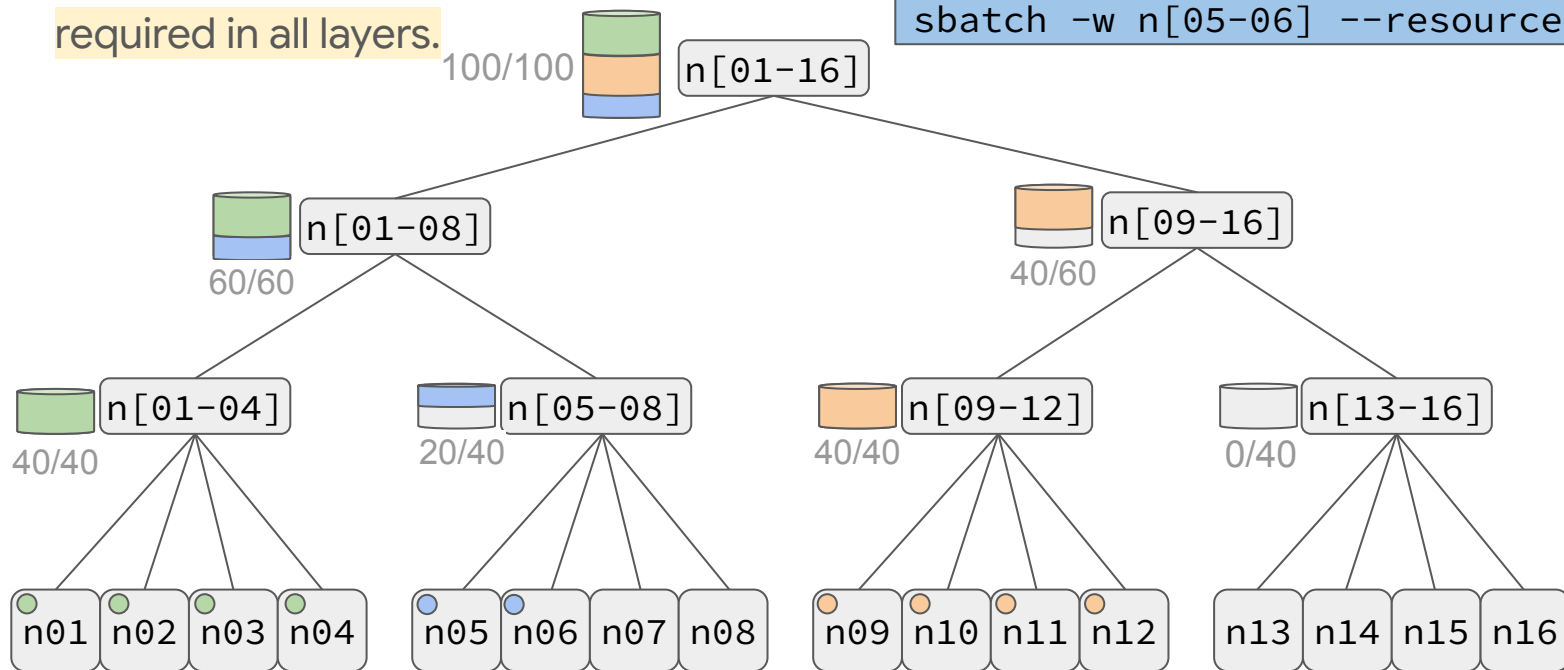 required in all layers.
sbatch -w n[05-06] --resource
100/100
n[01-16]
n[01-08]
60/60
n[09-16]
40/60
n[01-04]
40/40
n[05-08]
20/40
n[09-12]
40/40
n[13-16]
0/40
n01 n02 n03 n04 n05 n06 n07 n08 n09 n10 n11 n12 n13 n14 n15 n16